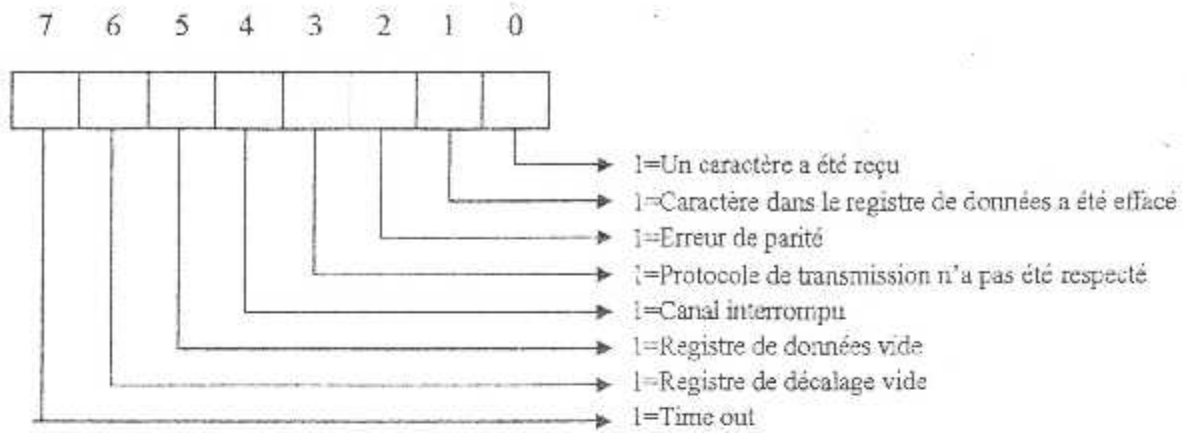 7 6 5 4 3 2 1 0
1=Un caractère a été reçu
1=Caractère dans le registre de données a été effacé
1=Erreur de parité
1=Protocole de transmission n'a pas été respecté
1=Canal interrompu
1=Registre de données vide
1=Registre de décalage vide
1=Time out